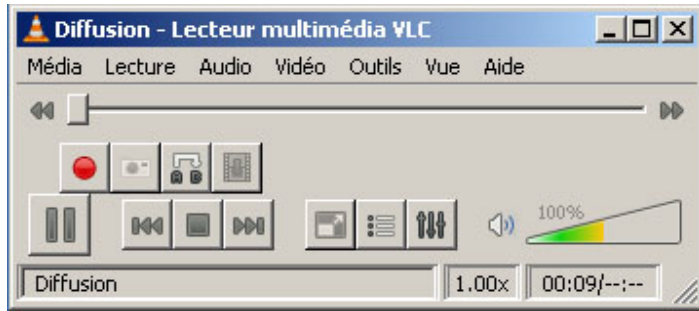 Diffusion - Lecteur multimédia VLC
Média Lecture Audio Vidéo Outils Vue Aide
A B
100%
Diffusion 1.00x 00:09/--:--